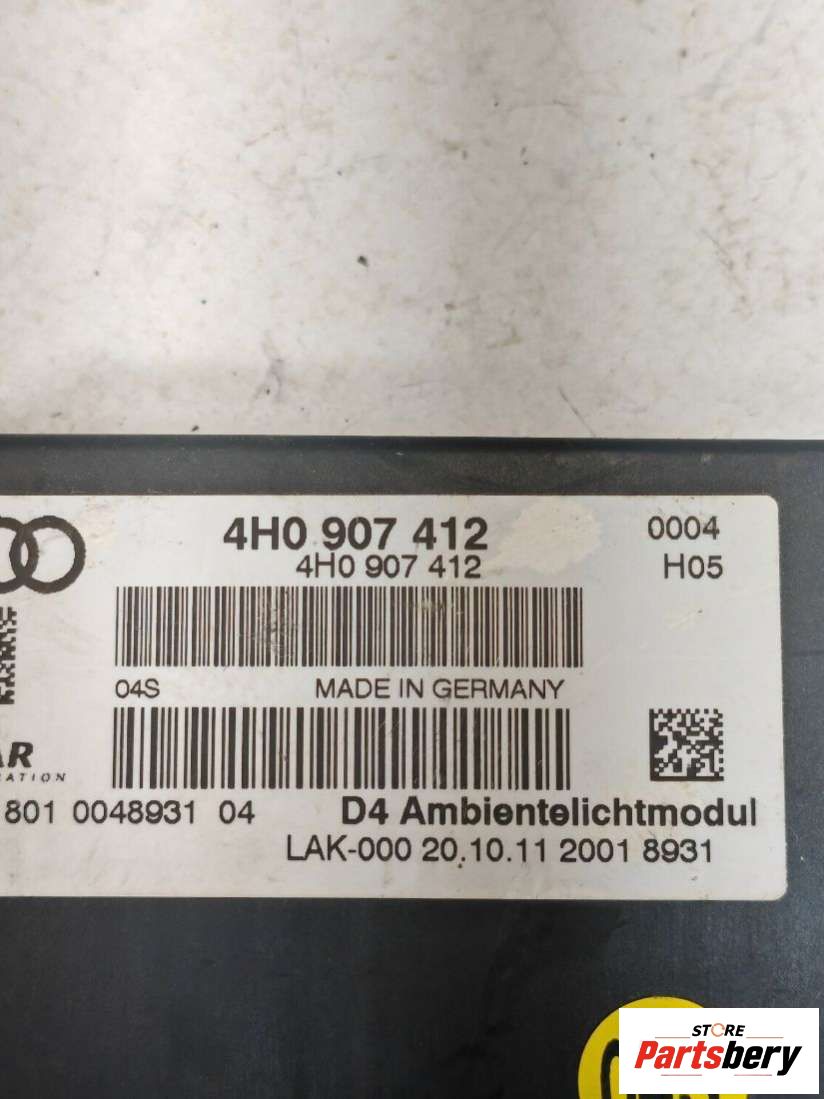 4H0 907 412 0004
4H0 907 412 H05
04S MADE IN GERMANY
801 0048931 04 D4 Ambientelichtmodul
LAK-000 20.10.11 2001 8931
STORE
Partsbery